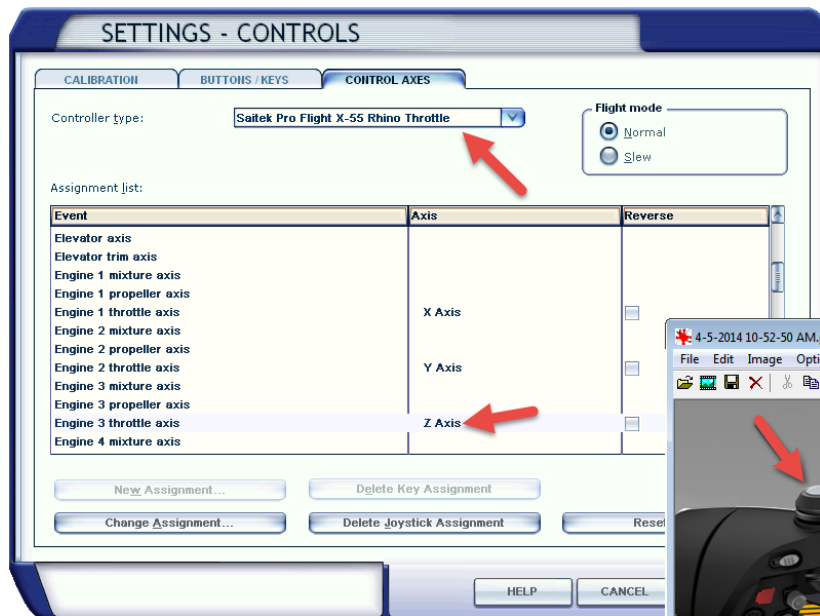 SETTINGS - CONTROLS
CALIBRATION BUTTONS / KEYS CONTROL AXES
Controller type: Saitek Pro Flight X-55 Rhino Throttle
Flight mode
Normal
Slew
Assignment list:
Event Axis Reverse
Elevator axis
Elevator trim axis
Engine 1 mixture axis
Engine 1 propeller axis
Engine 1 throttle axis X Axis
Engine 2 mixture axis
Engine 2 propeller axis
Engine 2 throttle axis Y Axis
Engine 3 mixture axis
Engine 3 propeller axis
Engine 3 throttle axis Z Axis
Engine 4 mixture axis
4-5-2014 10-52-50 AM.
File Edit Image Opti
New Assignment... Delete Key Assignment
Change Assignment... Delete Joystick Assignment Rese
HELP CANCEL